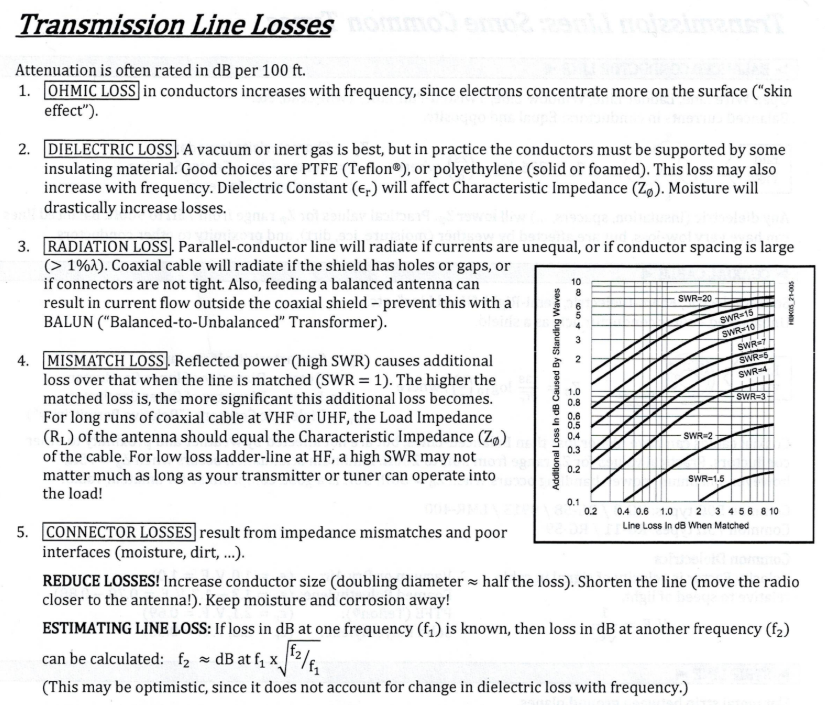 Transmission Line Losses
Attenuation is often rated in dB per 100 ft.
1. OHMIC LOSS in conductors increases with frequency, since electrons concentrate more on the surface ("skin
effect").
2. DIELECTRIC LOSS. A vacuum or inert gas is best, but in practice the conductors must be supported by some
insulating material. Good choices are PTFE (Teflon®), or polyethylene (solid or foamed). This loss may also
increase with frequency. Dielectric Constant (ϵr) will affect Characteristic Impedance (Zø). Moisture will
drastically increase losses.
3. RADIATION LOSS. Parallel-conductor line will radiate if currents are unequal, or if conductor spacing is large
(> 1%λ). Coaxial cable will radiate if the shield has holes or gaps, or
if connectors are not tight. Also, feeding a balanced antenna can
result in current flow outside the coaxial shield – prevent this with a
BALUN ("Balanced-to-Unbalanced" Transformer).
4. MISMATCH LOSS. Reflected power (high SWR) causes additional
loss over that when the line is matched (SWR = 1). The higher the
matched loss is, the more significant this additional loss becomes.
For long runs of coaxial cable at VHF or UHF, the Load Impedance
(RL) of the antenna should equal the Characteristic Impedance (Zø)
of the cable. For low loss ladder-line at HF, a high SWR may not
matter much as long as your transmitter or tuner can operate into
the load!
Additional Loss In dB Caused By Standing Waves
10
8
6
5
4
3
2
1.0
0.8
0.6
0.5
0.4
0.3
0.2
0.1
SWR=20
SWR=15
SWR=10
SWR=7
SWR=5
SWR=4
SWR=3
SWR=2
SWR=1.5
0.2 0.4 0.6 1.0 2 3 4 5 6 8 10
Line Loss In dB When Matched
5. CONNECTOR LOSSES result from impedance mismatches and poor
interfaces (moisture, dirt, ...).
REDUCE LOSSES! Increase conductor size (doubling diameter ≈ half the loss). Shorten the line (move the radio
closer to the antenna!). Keep moisture and corrosion away!
ESTIMATING LINE LOSS: If loss in dB at one frequency (f1) is known, then loss in dB at another frequency (f2)
can be calculated: f2 ≈ dB at f1 x √f2/f1
(This may be optimistic, since it does not account for change in dielectric loss with frequency.)